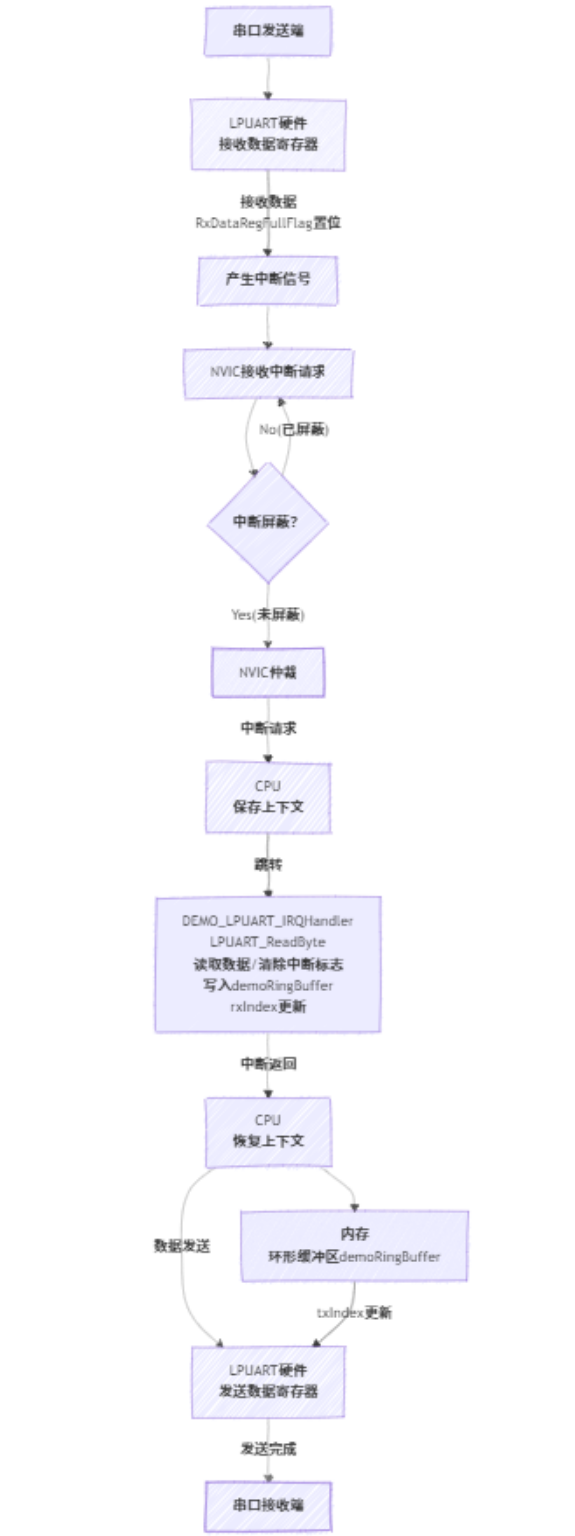 串口发送端
LPUART硬件
接收数据寄存器
接收数据
RxDataRegFullFlag置位
产生中断信号
NVIC接收中断请求
No(已屏蔽)
中断屏蔽?
Yes(未屏蔽)
NVIC仲裁
中断请求
CPU
保存上下文
跳转
DEMO_LPUART_IRQHandler
LPUART_ReadByte
读取数据/清除中断标志
写入demoRingBuffer
rxIndex更新
中断返回
CPU
恢复上下文
内存
数据发送
环形缓冲区demoRingBuffer
txIndex更新
LPUART硬件
发送数据寄存器
发送完成
串口接收端